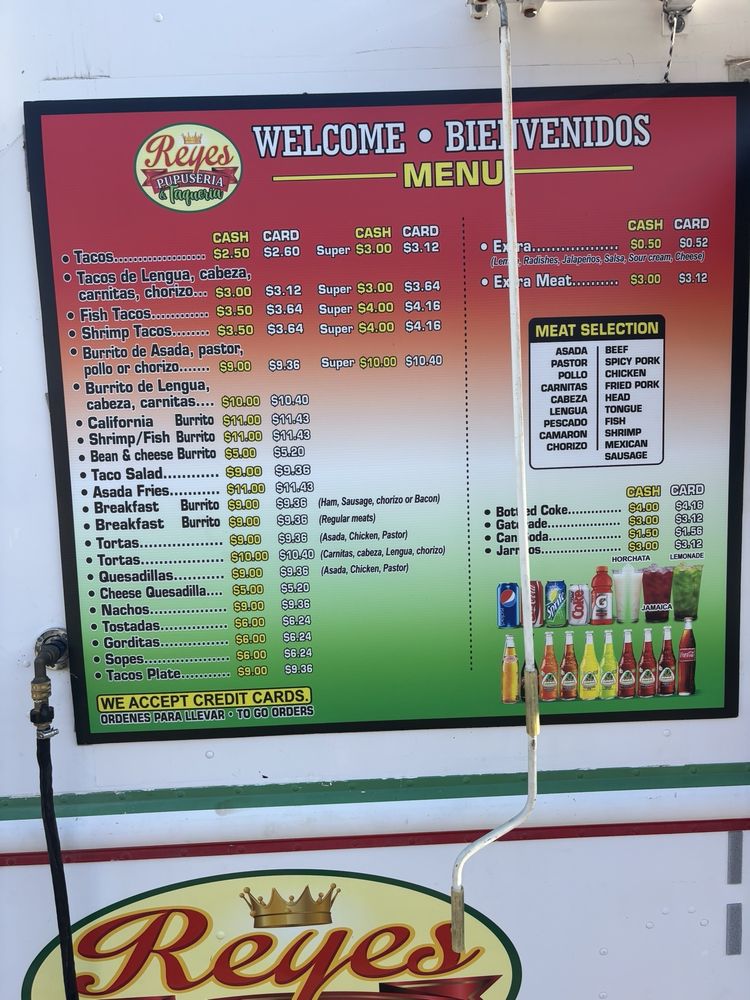 Reyes
PUPUSERIA
& Taqueria
WELCOME • BIENVENIDOS
MENU
CASH CARD CASH CARD
• Tacos................... $2.50 $2.60 Super $3.00 $3.12
• Tacos de Lengua, cabeza,
carnitas, chorizo... $3.00 $3.12 Super $3.00 $3.64
• Fish Tacos............ $3.50 $3.64 Super $4.00 $4.16
• Shrimp Tacos........ $3.50 $3.64 Super $4.00 $4.16
• Burrito de Asada, pastor,
pollo or chorizo....... $9.00 $9.36 Super $10.00 $10.40
• Burrito de Lengua,
cabeza, carnitas.... $10.00 $10.40
• California Burrito $11.00 $11.43
• Shrimp/Fish Burrito $11.00 $11.43
• Bean & cheese Burrito $5.00 $5.20
• Taco Salad............ $9.00 $9.36
• Asada Fries........... $11.00 $11.43
• Breakfast Burrito $9.00 $9.36 (Ham, Sausage, chorizo or Bacon)
• Breakfast Burrito $9.00 $9.36 (Regular meats)
• Tortas.................. $9.00 $9.36 (Asada, Chicken, Pastor)
• Tortas.................. $10.00 $10.40 (Carnitas, cabeza, Lengua, chorizo)
• Quesadillas........... $9.00 $9.36 (Asada, Chicken, Pastor)
• Cheese Quesadilla.... $5.00 $5.20
• Nachos................. $9.00 $9.36
• Tostadas............... $6.00 $6.24
• Gorditas............... $6.00 $6.24
• Sopes................... $6.00 $6.24
• Tacos Plate............ $9.00 $9.36
WE ACCEPT CREDIT CARDS.
ORDENES PARA LLEVAR • TO GO ORDERS
CASH CARD
• Extra................. $0.50 $0.52
(Lemon, Radishes, Jalapeños, Salsa, Sour cream, Cheese)
• Extra Meat......... $3.00 $3.12
MEAT SELECTION
ASADA BEEF
PASTOR SPICY PORK
POLLO CHICKEN
CARNITAS FRIED PORK
CABEZA HEAD
LENGUA TONGUE
PESCADO FISH
CAMARON SHRIMP
CHORIZO MEXICAN
SAUSAGE
CASH CARD
• Bottled Coke............ $4.00 $4.16
• Gatorade................ $3.00 $3.12
• Can Soda............... $1.50 $1.56
• Jarritos.................. $3.00 $3.12
HORCHATA
LEMONADE
JAMAICA
pepsi
Sprite
Coke
Reyes